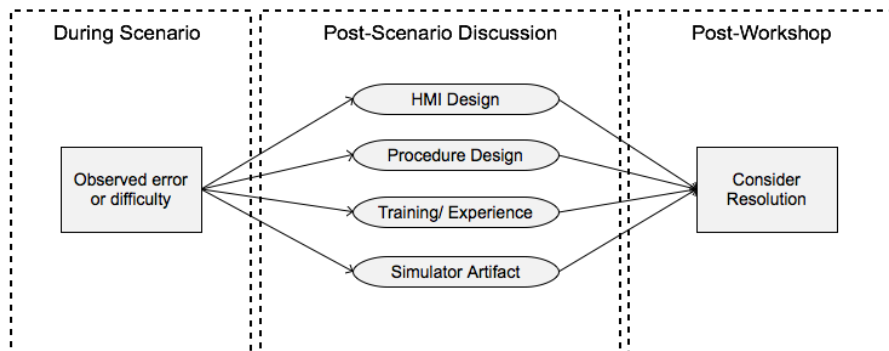 During Scenario
Post-Scenario Discussion
Post-Workshop
Observed error
or difficulty
HMI Design
Procedure Design
Training/ Experience
Simulator Artifact
Consider
Resolution